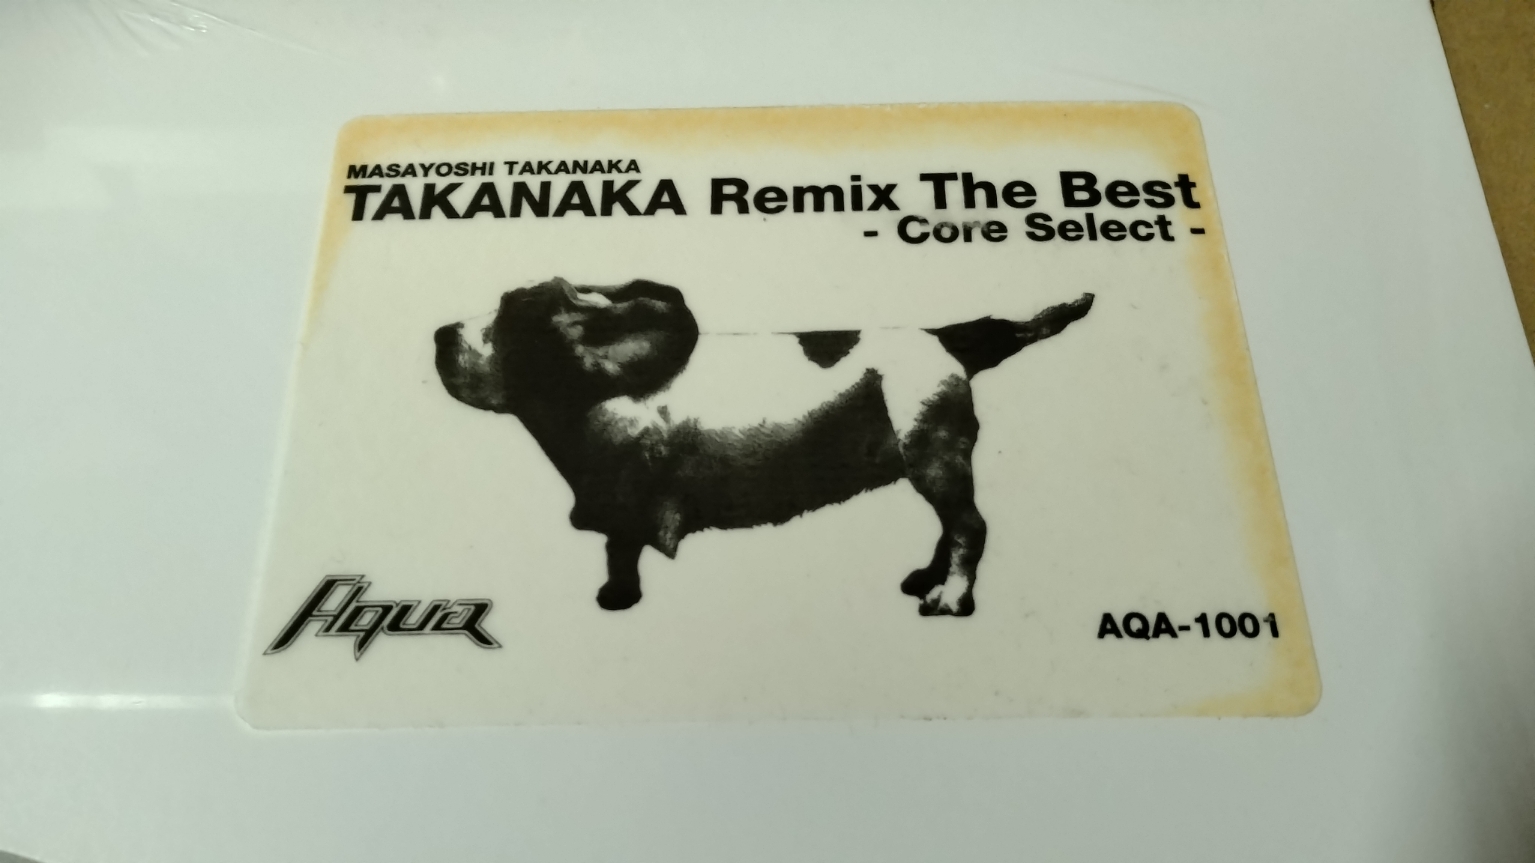 MASAYOSHI TAKANAKA
TAKANAKA Remix The Best
- Core Select -
Aqua
AQA-1001